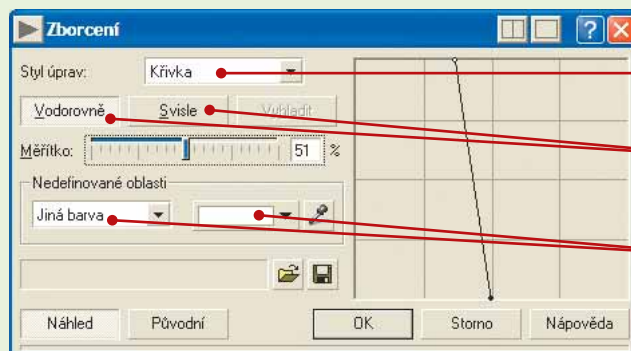 Zborcení
Styl úprav: Křivka
Vodorovně Svisle Vyhladit
Měřítko: 51 %
Nedefinované oblasti
Jiná barva
Náhled Původní OK Storno Nápověda